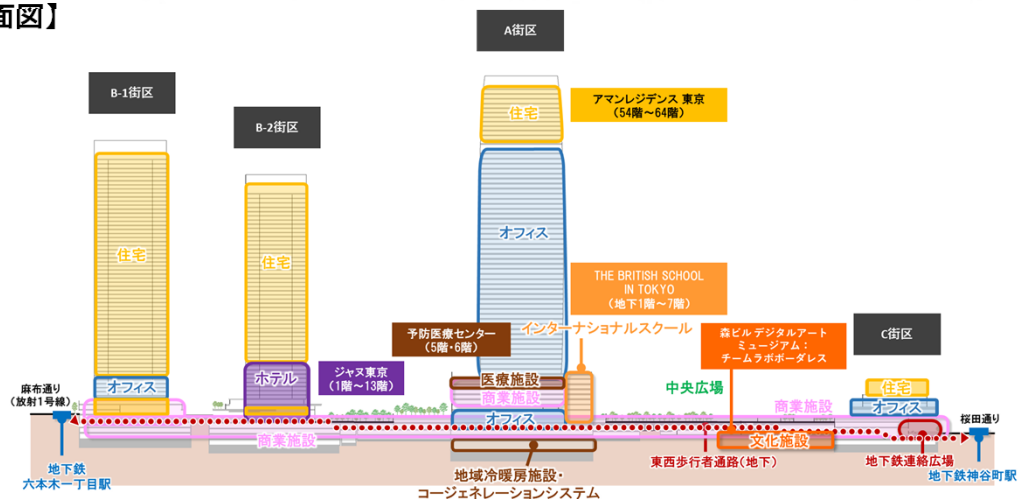 面図】
A街区
B-1街区
B-2街区
住宅
アマンレジデンス 東京
(54階～64階)
オフィス
住宅
住宅
THE BRITISH SCHOOL
IN TOKYO
(地下1階～7階)
インターナショナルスクール
予防医療センター
(5階・6階)
森ビル デジタルアート
ミュージアム：
チームラボボーダレス
C街区
ホテル
ジャヌ東京
(1階～13階)
医療施設
商業施設
中央広場
住宅
オフィス
麻布通り
(放射1号線)
オフィス
オフィス
商業施設
桜田通り
商業施設
文化施設
東西歩行者通路(地下)
地下鉄連絡広場
地下鉄
六本木一丁目駅
地域冷暖房施設・
コージェネレーションシステム
地下鉄神谷町駅